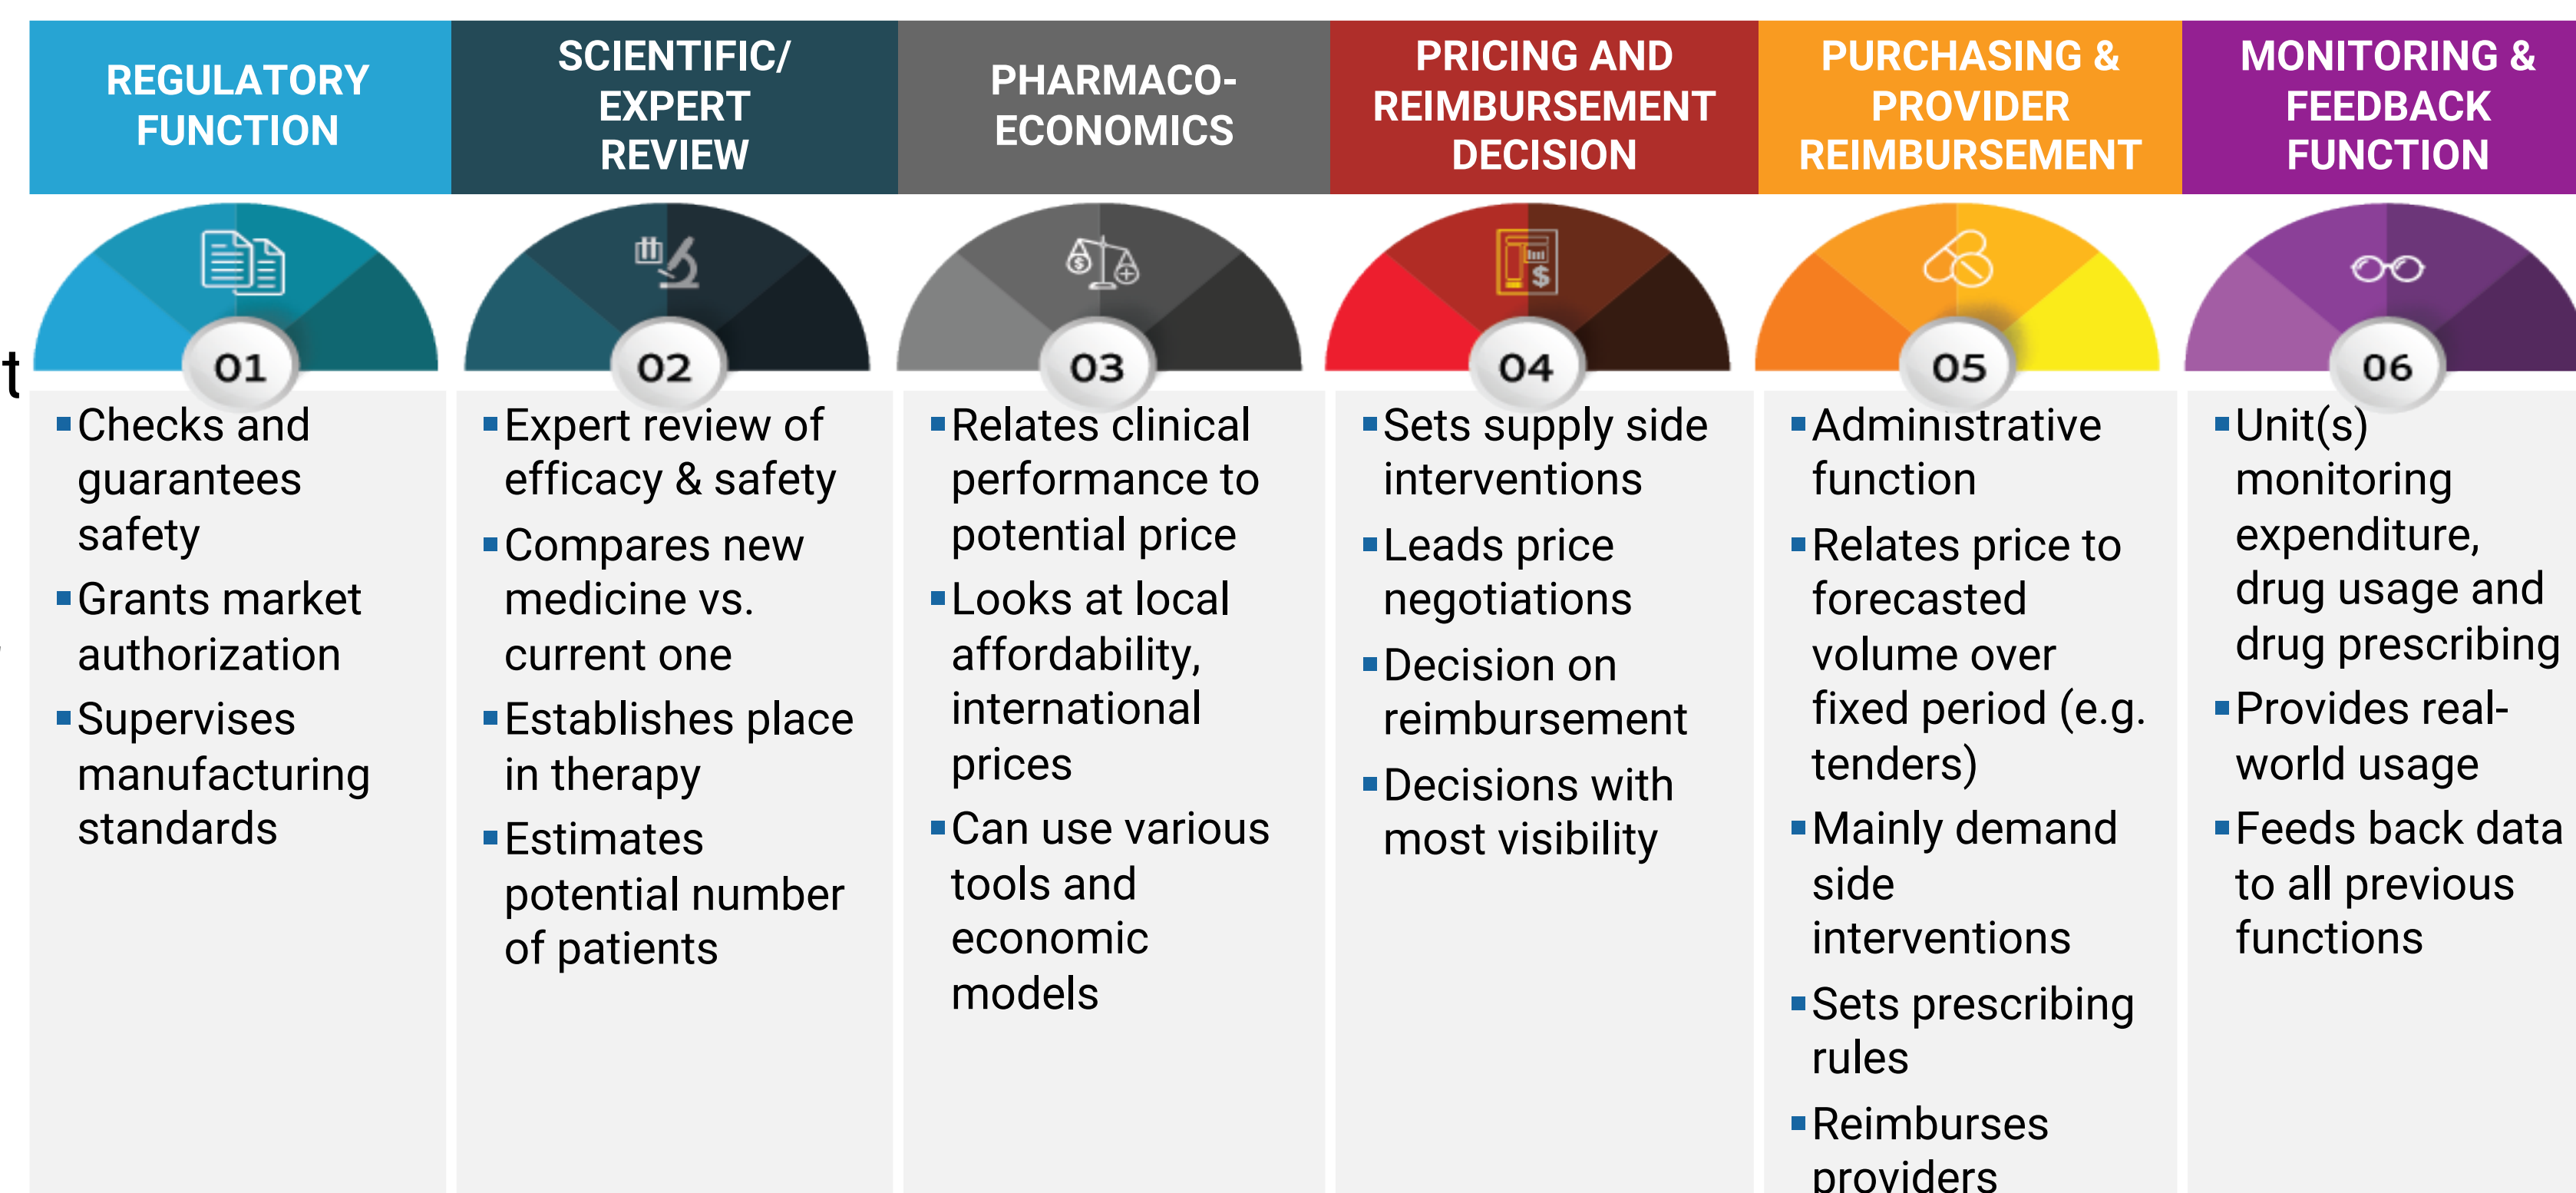 REGULATORY
FUNCTION
SCIENTIFIC/
EXPERT
REVIEW
PHARMACO-
ECONOMICS
PRICING AND
REIMBURSEMENT
DECISION
PURCHASING &
PROVIDER
REIMBURSEMENT
MONITORING &
FEEDBACK
FUNCTION
t
01
▪Checks and
guarantees
safety
▪Grants market
authorization
▪Supervises
manufacturing
standards
02
▪Expert review of
efficacy & safety
▪Compares new
medicine vs.
current one
▪Establishes place
in therapy
▪Estimates
potential number
of patients
03
▪Relates clinical
performance to
potential price
▪Looks at local
affordability,
international
prices
▪Can use various
tools and
economic
models
04
▪Sets supply side
interventions
▪Leads price
negotiations
▪Decision on
reimbursement
▪Decisions with
most visibility
05
▪Administrative
function
▪Relates price to
forecasted
volume over
fixed period (e.g.
tenders)
▪Mainly demand
side
interventions
▪Sets prescribing
rules
▪Reimburses
providers
06
▪Unit(s)
monitoring
expenditure,
drug usage and
drug prescribing
▪Provides real-
world usage
▪Feeds back data
to all previous
functions